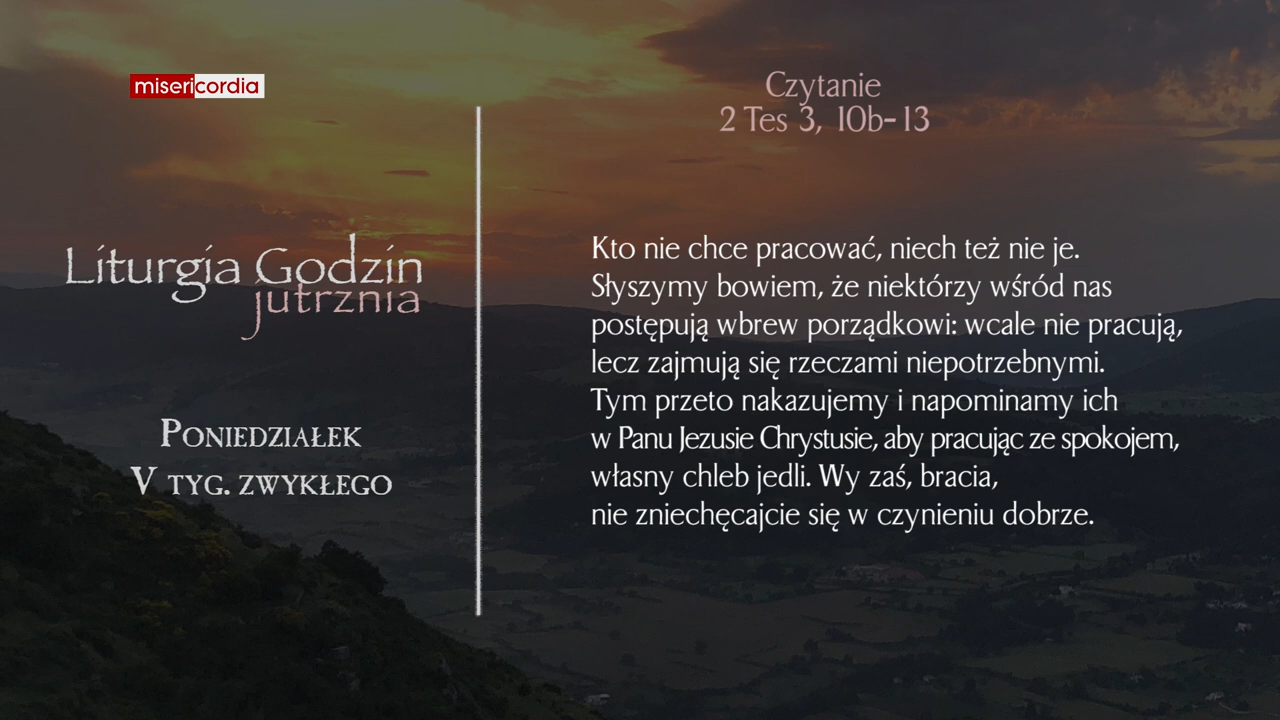 misericordia
Liturgia Godzin
jutrznia
Poniedziałek
V tyg. zwykłego
Czytanie
2 Tes 3, 10b-13
Kto nie chce pracować, niech też nie je.
Słyszymy bowiem, że niektórzy wśród nas
postępują wbrew porządkowi: wcale nie pracują,
lecz zajmują się rzeczami niepotrzebnymi.
Tym przeto nakazujemy i napominamy ich
w Panu Jezusie Chrystusie, aby pracując ze spokojem,
własny chleb jedli. Wy zaś, bracia,
nie zniechęcajcie się w czynieniu dobrze.